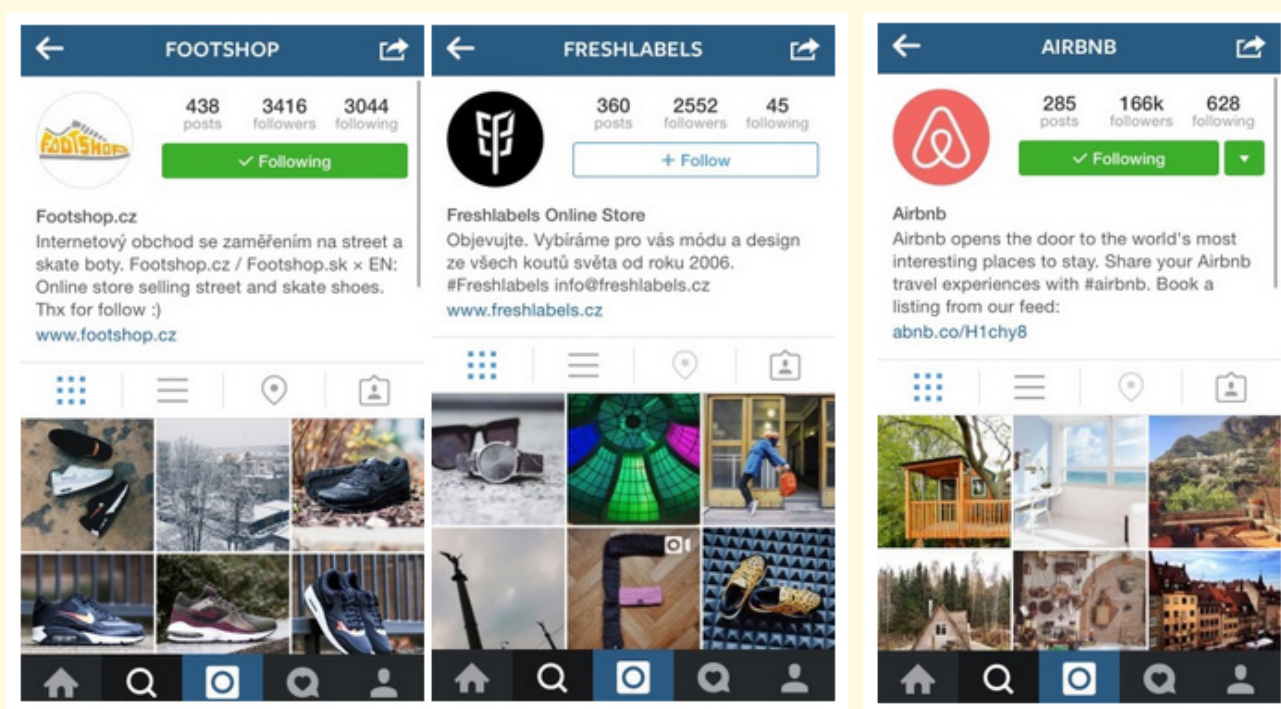 FOOTSHOP
438 3416 3044
posts followers following
✓ Following
FOOTSHOP
Footshop.cz
Internetový obchod se zaměřením na street a
skate boty. Footshop.cz / Footshop.sk × EN:
Online store selling street and skate shoes.
Thx for follow :)
www.footshop.cz
FRESHLABELS
360 2552 45
posts followers following
+ Follow
Freshlabels Online Store
Objevujte. Vybíráme pro vás módu a design
ze všech koutů světa od roku 2006.
#Freshlabels info@freshlabels.cz
www.freshlabels.cz
AIRBNB
285 166k 628
posts followers following
✓ Following
Airbnb
Airbnb opens the door to the world's most
interesting places to stay. Share your Airbnb
travel experiences with #airbnb. Book a
listing from our feed:
abnb.co/H1chy8